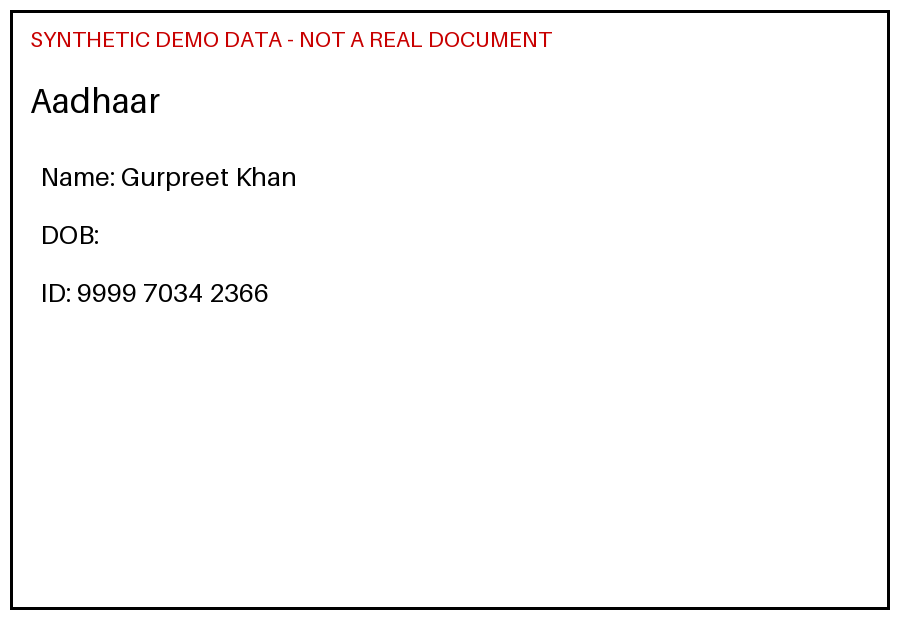 SYNTHETIC DEMO DATA - NOT A REAL DOCUMENT
Aadhaar
Name: Gurpreet Khan
DOB:
ID: 9999 7034 2366